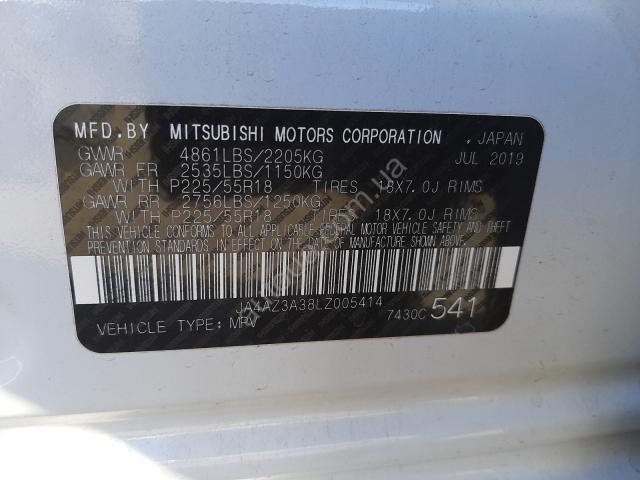 MFD.BY MITSUBISHI MOTORS CORPORATION , JAPAN
GVWR 4861LBS/2205KG JUL 2019
GAWR FR 2535LBS/1150KG
WITH P225/55R18 TIRES 18X7.0J RIMS
GAWR RR 2756LBS/1250KG
WITH P225/55R18 TIRES 18X7.0J RIMS
THIS VEHICLE CONFORMS TO ALL APPLICABLE FEDERAL MOTOR VEHICLE SAFETY AND THEFT
PREVENTION STANDARDS IN EFFECT ON THE DATE OF MANUFACTURE SHOWN ABOVE.
JA4AZ3A38LZ005414
VEHICLE TYPE: MPV 7430C 541